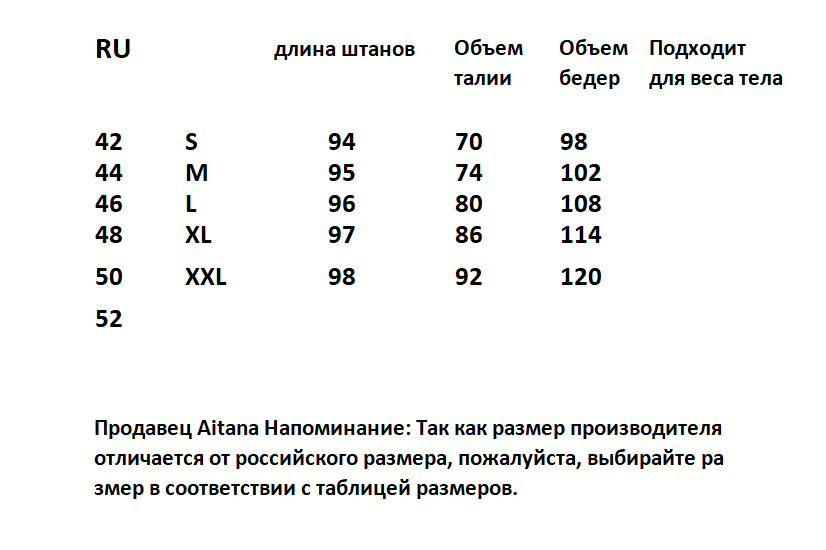 RU длина штанов Объем Объем Подходит
талии бедер для веса тела
42 S 94 70 98
44 M 95 74 102
46 L 96 80 108
48 XL 97 86 114
50 XXL 98 92 120
52
Продавец Aitana Напоминание: Так как размер производителя
отличается от российского размера, пожалуйста, выбирайте ра
змер в соответствии с таблицей размеров.